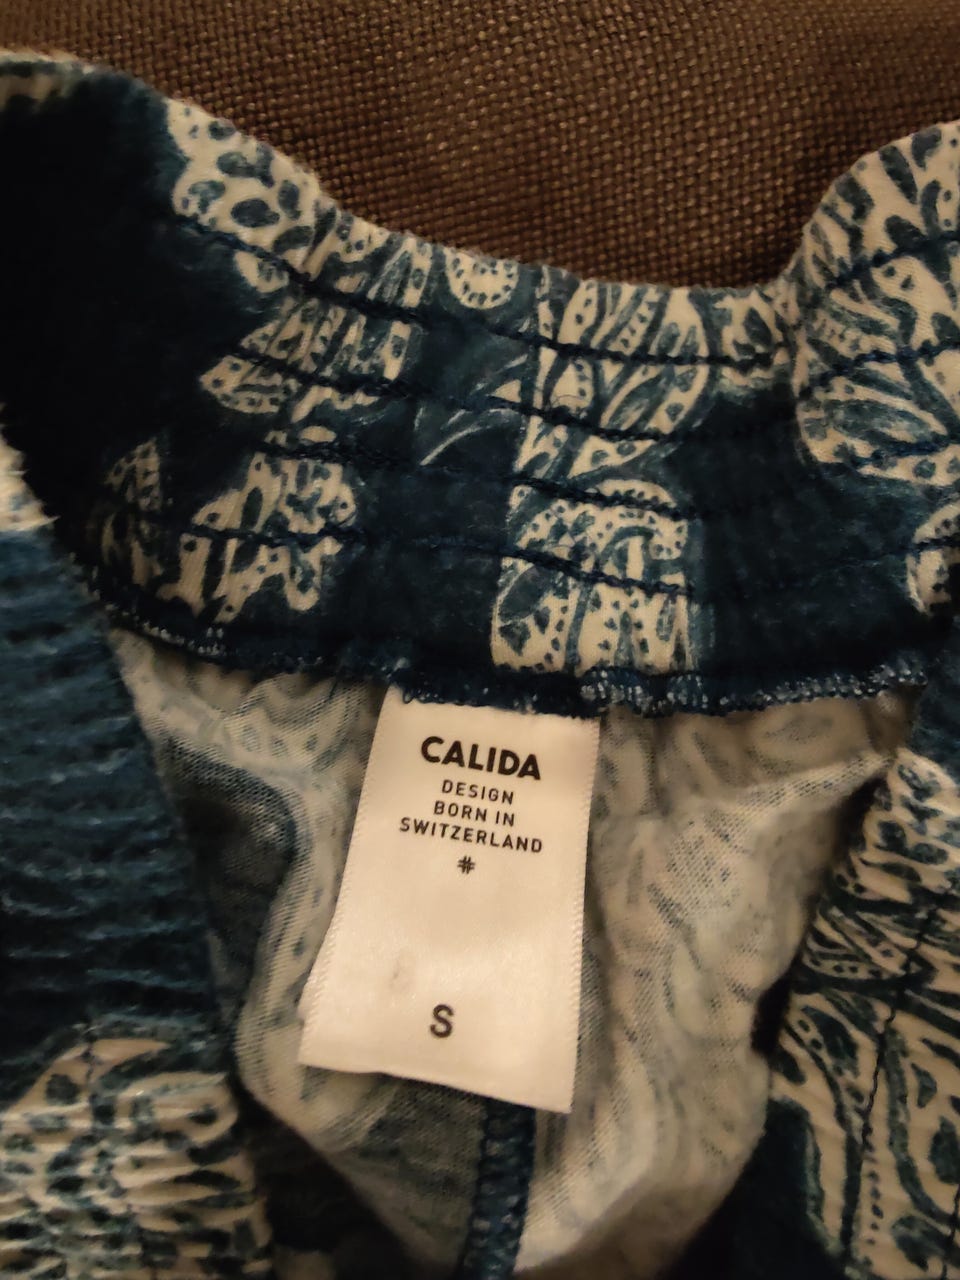 CALIDA
DESIGN
BORN IN
SWITZERLAND
#
S